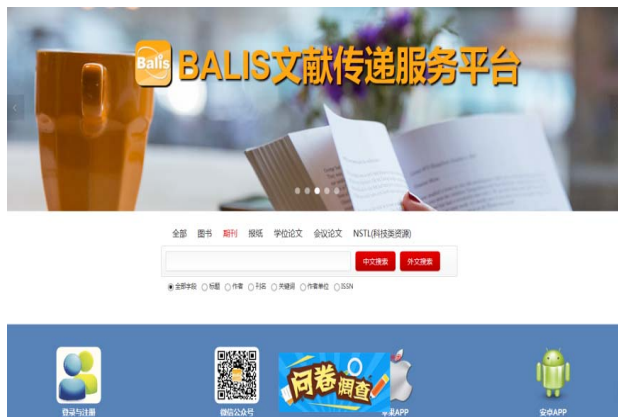 Balis BALIS文献传递服务平台
全部 图书 期刊 报纸 学位论文 会议论文 NSTL(科技类资源)
中文搜索 外文搜索
全部字段 标题 作者 刊名 关键词 作者单位 ISSN
问卷调查
登录与注册 微信公众号 果APP 安卓APP